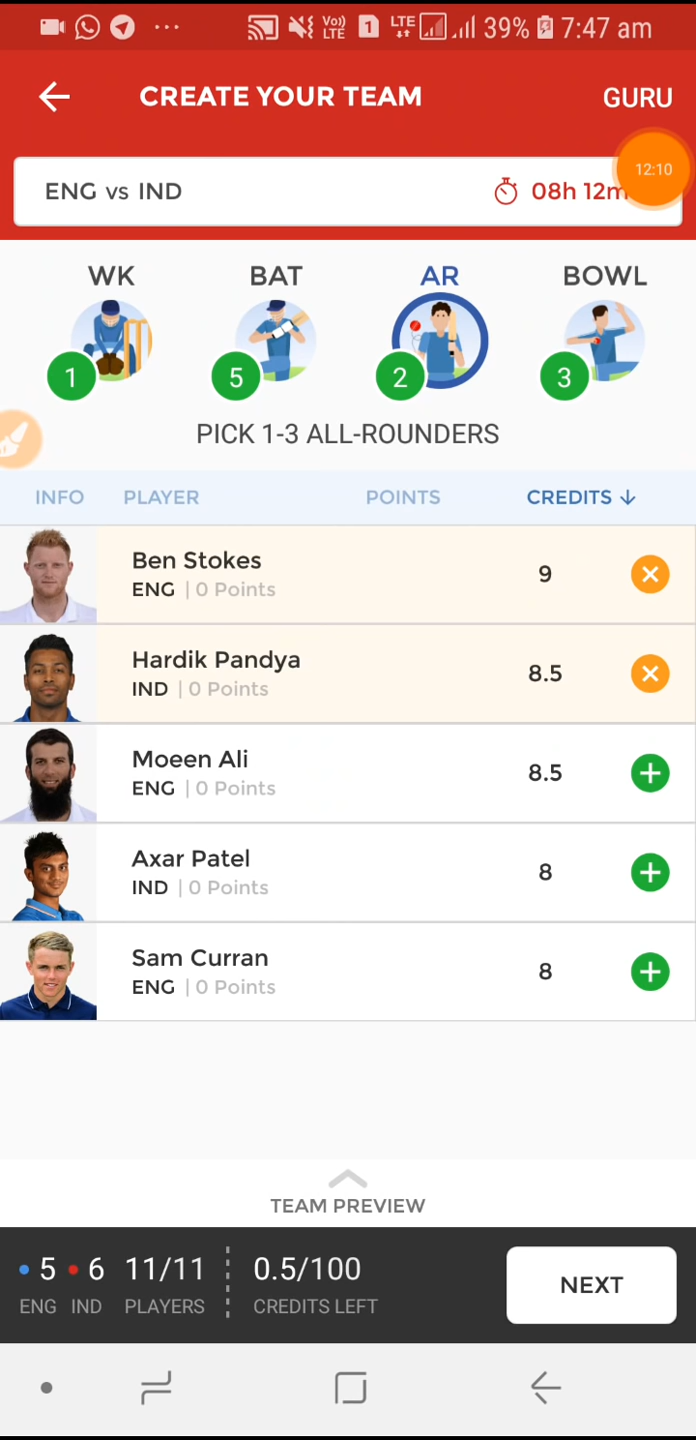 Vo) LTE 1 LTE 39% 7:47 am
CREATE YOUR TEAM GURU
12:10
ENG vs IND 08h 12m
WK BAT AR BOWL
1 5 2 3
PICK 1-3 ALL-ROUNDERS
INFO PLAYER POINTS CREDITS ↓
Ben Stokes
ENG | 0 Points 9
Hardik Pandya
IND | 0 Points 8.5
Moeen Ali
ENG | 0 Points 8.5
Axar Patel
IND | 0 Points 8
Sam Curran
ENG | 0 Points 8
TEAM PREVIEW
5 6 11/11 0.5/100 NEXT
ENG IND PLAYERS CREDITS LEFT